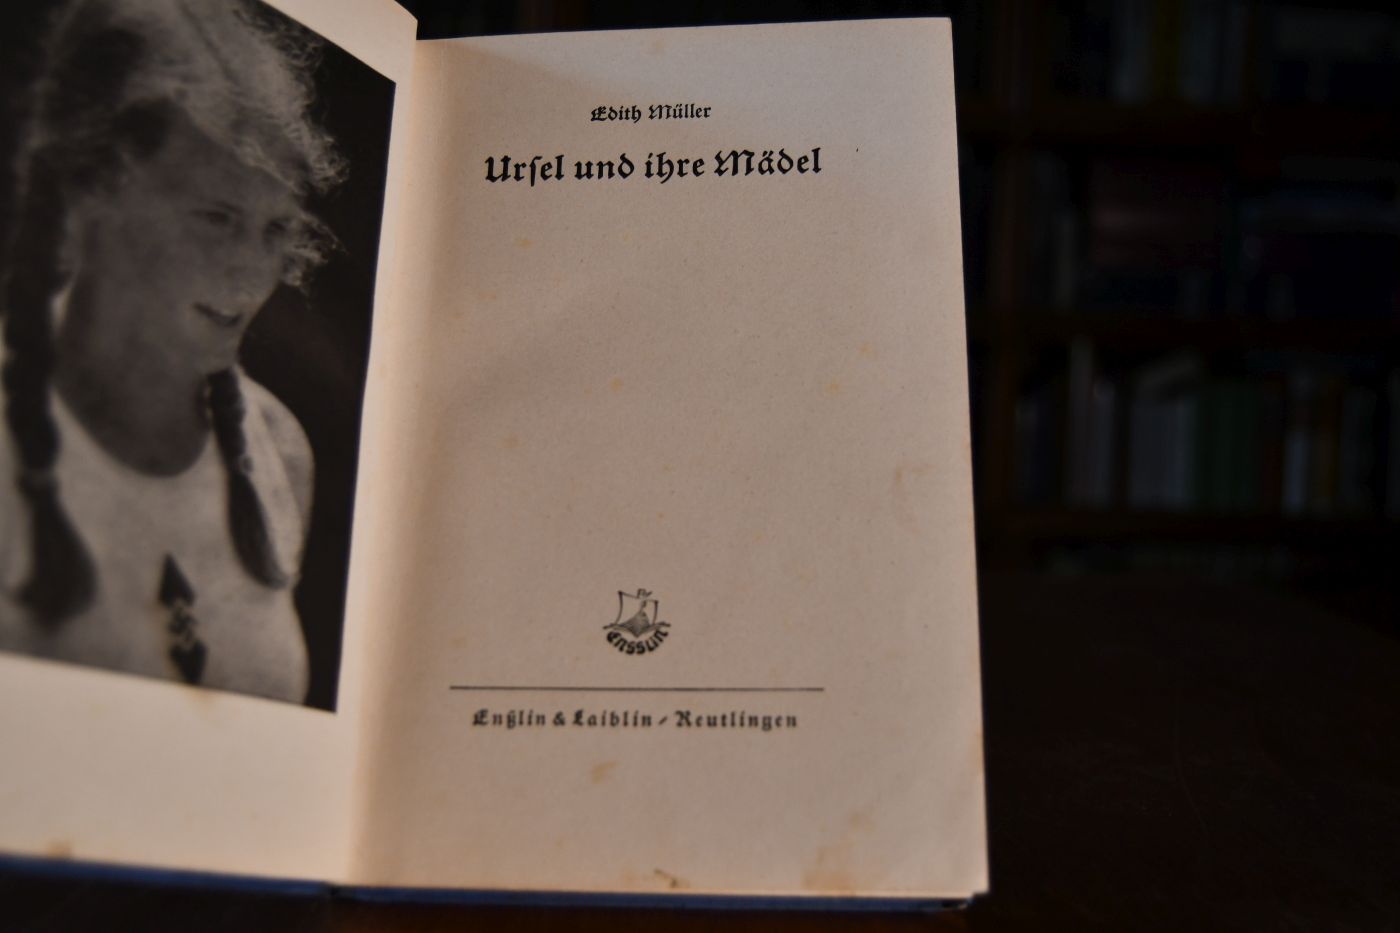 Edith Müller
Urſel und ihre Mädel
ENSSLIN
Enßlin & Laiblin / Reutlingen